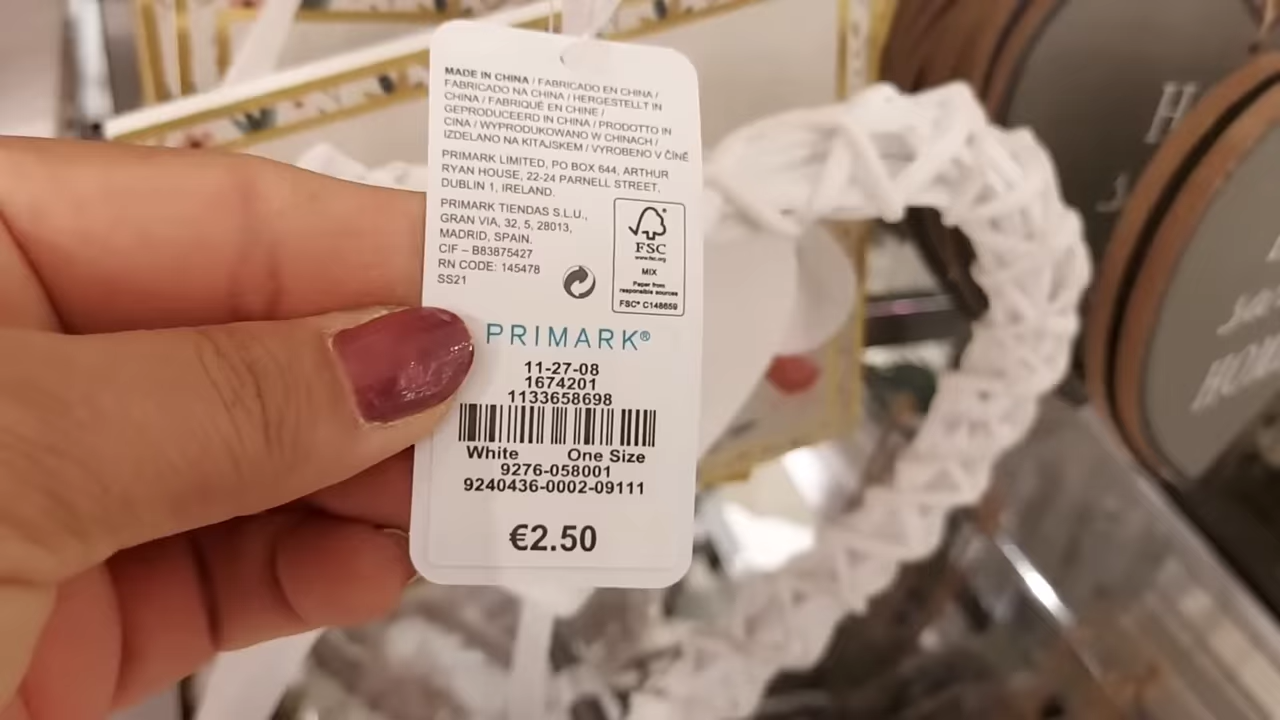 MADE IN CHINA / FABRICADO EN CHINA /
FABRICADO NA CHINA / HERGESTELLT IN
CHINA / FABRIQUÉ EN CHINE /
GEPRODUCEERD IN CHINA / PRODOTTO IN
CINA / WYPRODUKOWANO W CHINACH /
IZDELANO NA KITAJSKEM / VYROBENO V ČÍNĚ
PRIMARK LIMITED, PO BOX 644, ARTHUR
RYAN HOUSE, 22-24 PARNELL STREET,
DUBLIN 1, IRELAND.
PRIMARK TIENDAS S.L.U.,
GRAN VIA, 32, 5, 28013,
MADRID, SPAIN.
CIF – B83875427
RN CODE: 145478
SS21
FSC
www.fsc.org
MIX
Paper from
responsible sources
FSC® C148659
PRIMARK®
11-27-08
1674201
1133658698
White One Size
9276-058001
9240436-0002-09111
€2.50